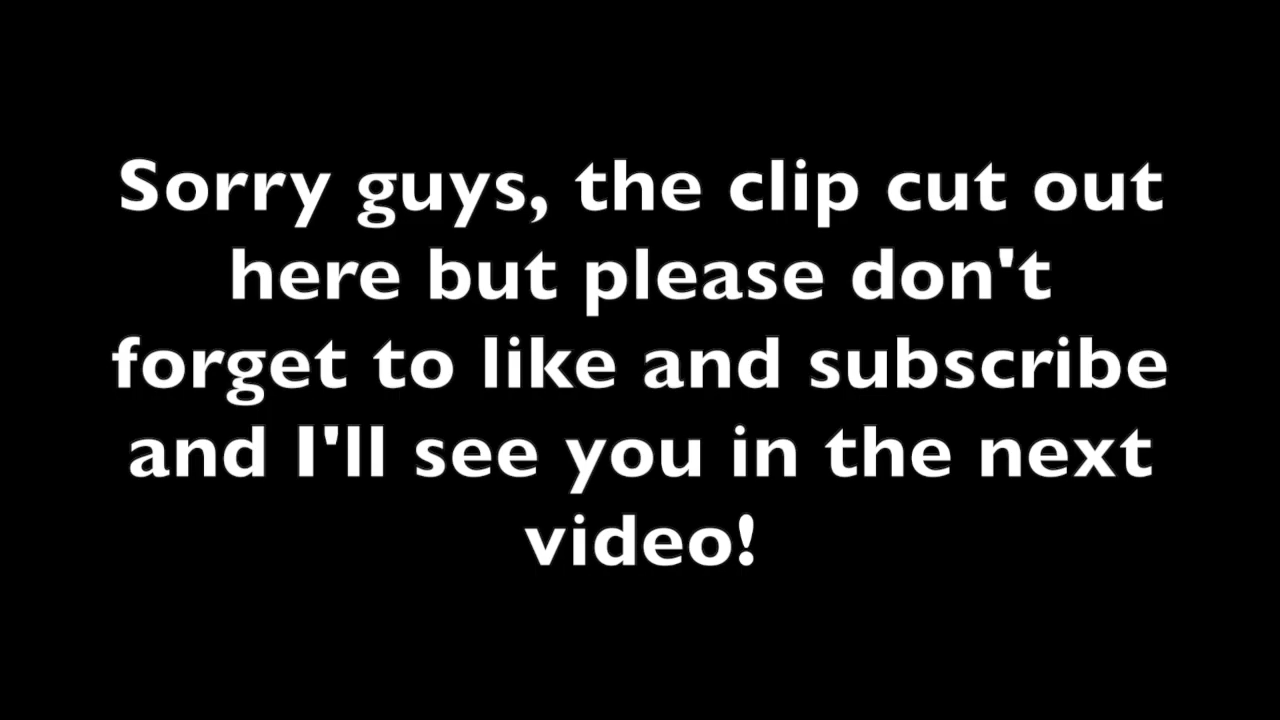 Sorry guys, the clip cut out
here but please don't
forget to like and subscribe
and I'll see you in the next
video!